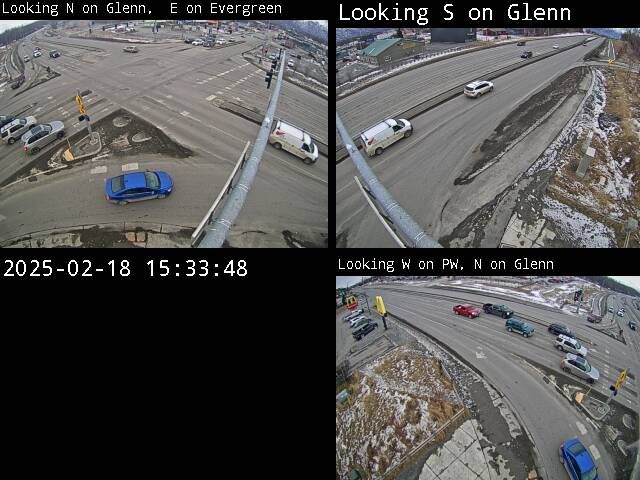 Looking N on Glenn,  E on Evergreen
Looking S on Glenn
2025-02-18 15:33:48
Looking W on PW, N on Glenn